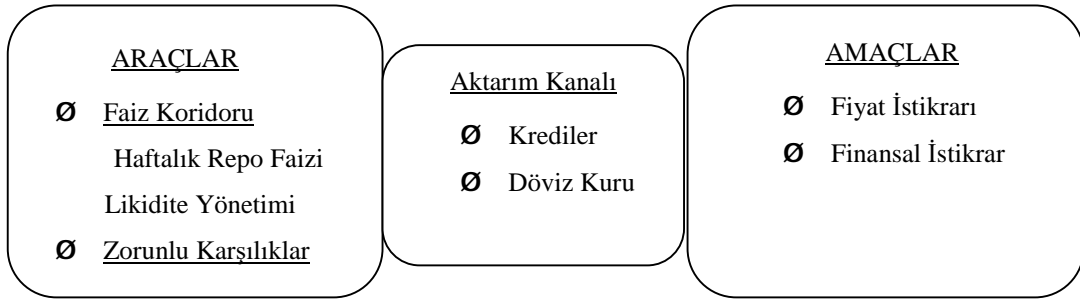 ARAÇLAR
Ø Faiz Koridoru
Haftalık Repo Faizi
Likidite Yönetimi
Ø Zorunlu Karşılıklar
Aktarım Kanalı
Ø Krediler
Ø Döviz Kuru
AMAÇLAR
Ø Fiyat İstikrarı
Ø Finansal İstikrar